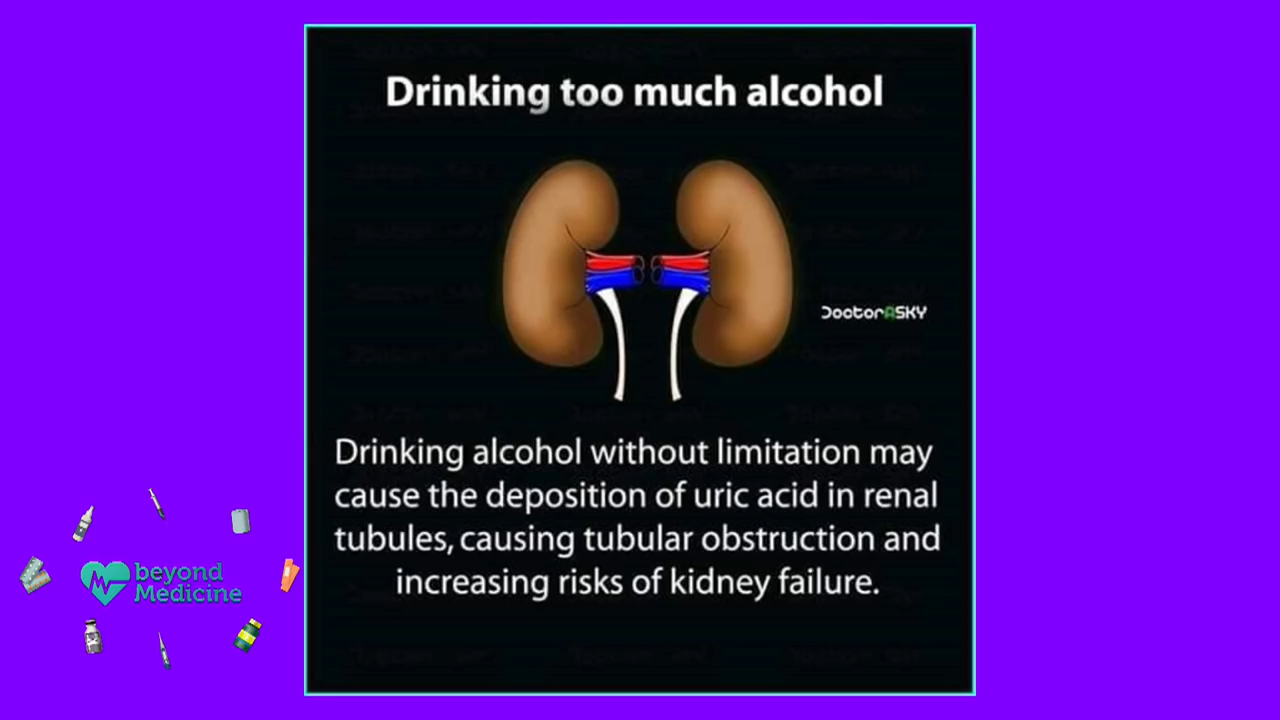 Drinking too much alcohol
DoctorASKY
Drinking alcohol without limitation may
cause the deposition of uric acid in renal
tubules, causing tubular obstruction and
increasing risks of kidney failure.
beyond
Medicine